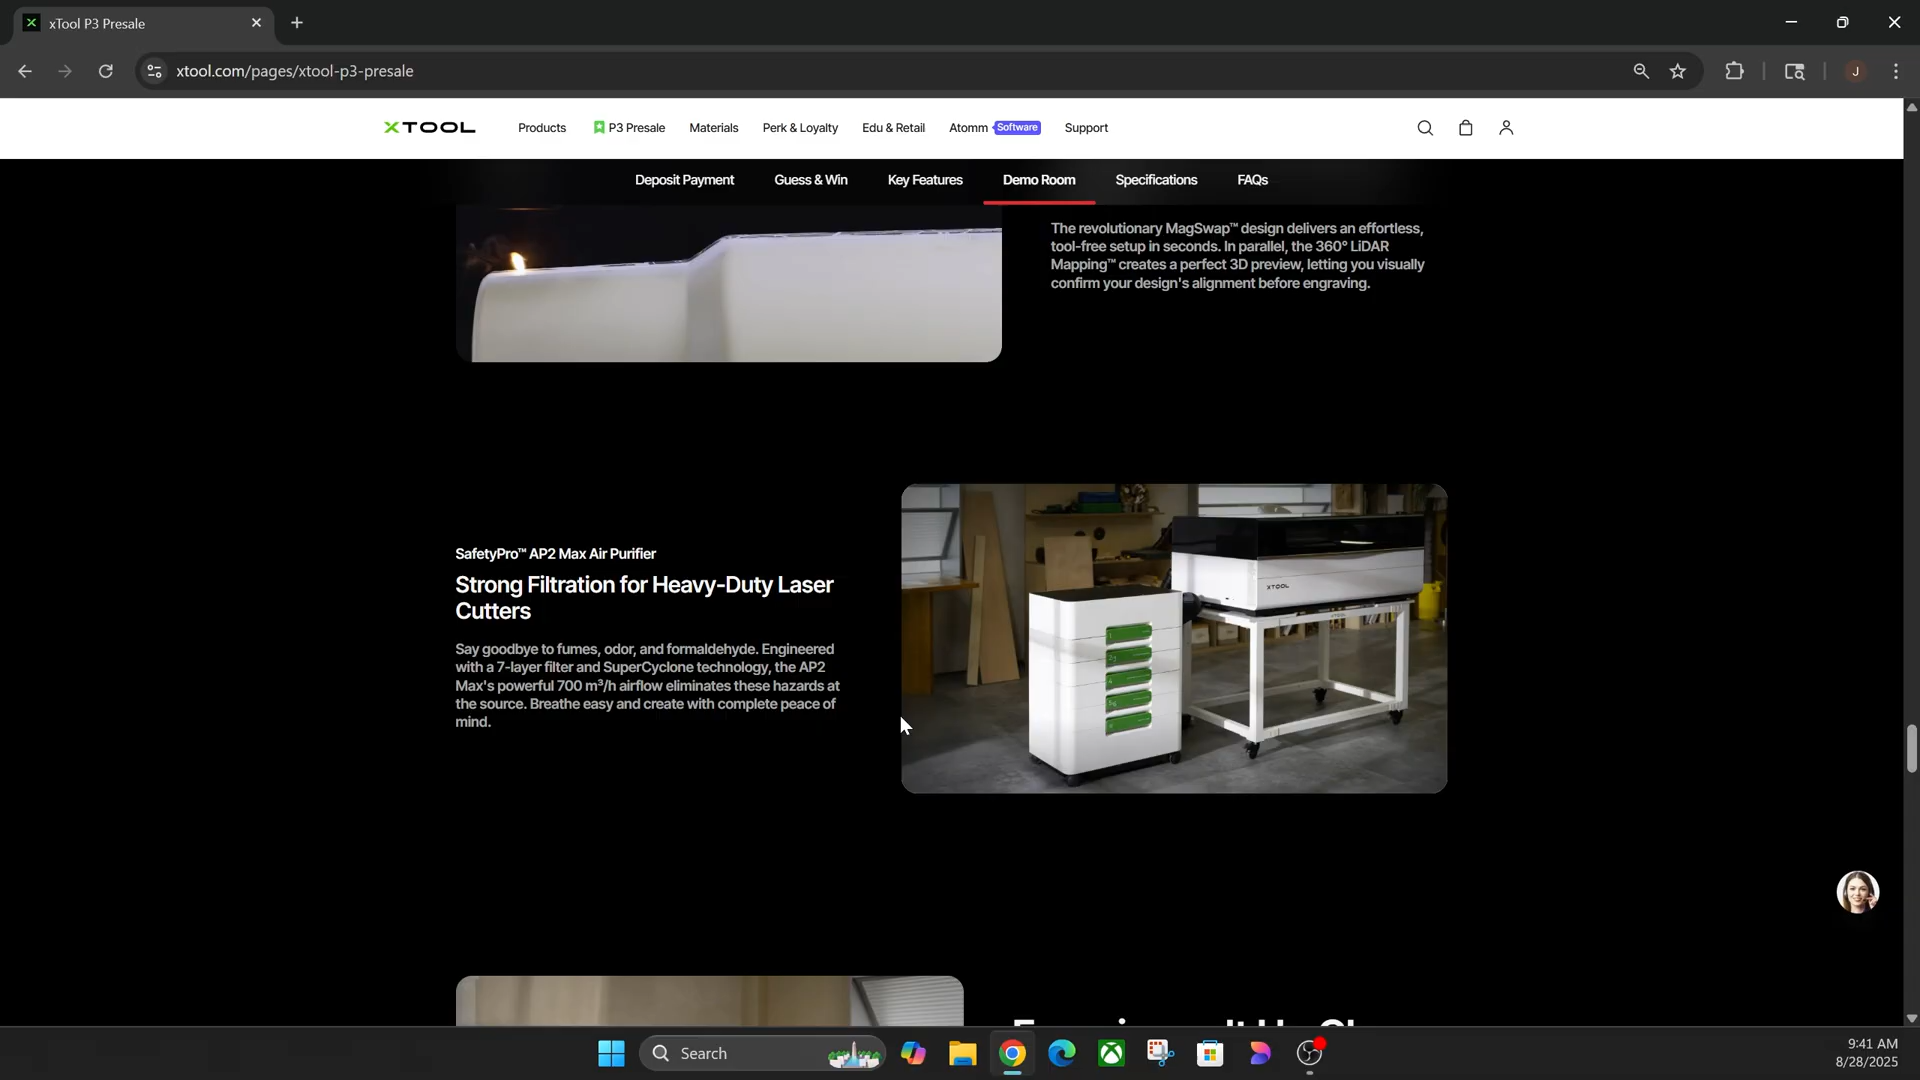 xTool P3 Presale
xtool.com/pages/xtool-p3-presale
J
XTOOL
Products
P3 Presale
Materials
Perk & Loyalty
Edu & Retail
Atomm
Software
Support
Deposit Payment
Guess & Win
Key Features
Demo Room
Specifications
FAQs
The revolutionary MagSwap™ design delivers an effortless,
tool-free setup in seconds. In parallel, the 360° LiDAR
Mapping™ creates a perfect 3D preview, letting you visually
confirm your design's alignment before engraving.
SafetyPro™ AP2 Max Air Purifier
Strong Filtration for Heavy-Duty Laser
Cutters
Say goodbye to fumes, odor, and formaldehyde. Engineered
with a 7-layer filter and SuperCyclone technology, the AP2
Max's powerful 700 m³/h airflow eliminates these hazards at
the source. Breathe easy and create with complete peace of
mind.
XTOOL
Search
9:41 AM
8/28/2025